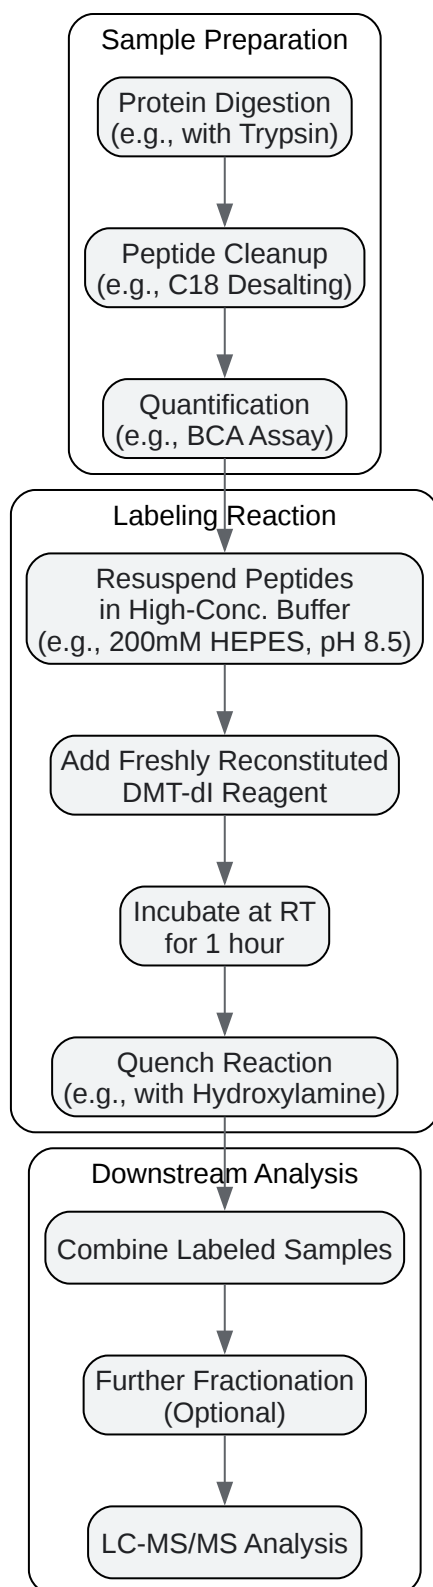 Sample Preparation
Protein Digestion
(e.g., with Trypsin)
Peptide Cleanup
(e.g., C18 Desalting)
Quantification
(e.g., BCA Assay)
Labeling Reaction
Resuspend Peptides
in High-Conc. Buffer
(e.g., 200mM HEPES, pH 8.5)
Add Freshly Reconstituted
DMT-dI Reagent
Incubate at RT
for 1 hour
Quench Reaction
(e.g., with Hydroxylamine)
Downstream Analysis
Combine Labeled Samples
Further Fractionation
(Optional)
LC-MS/MS Analysis